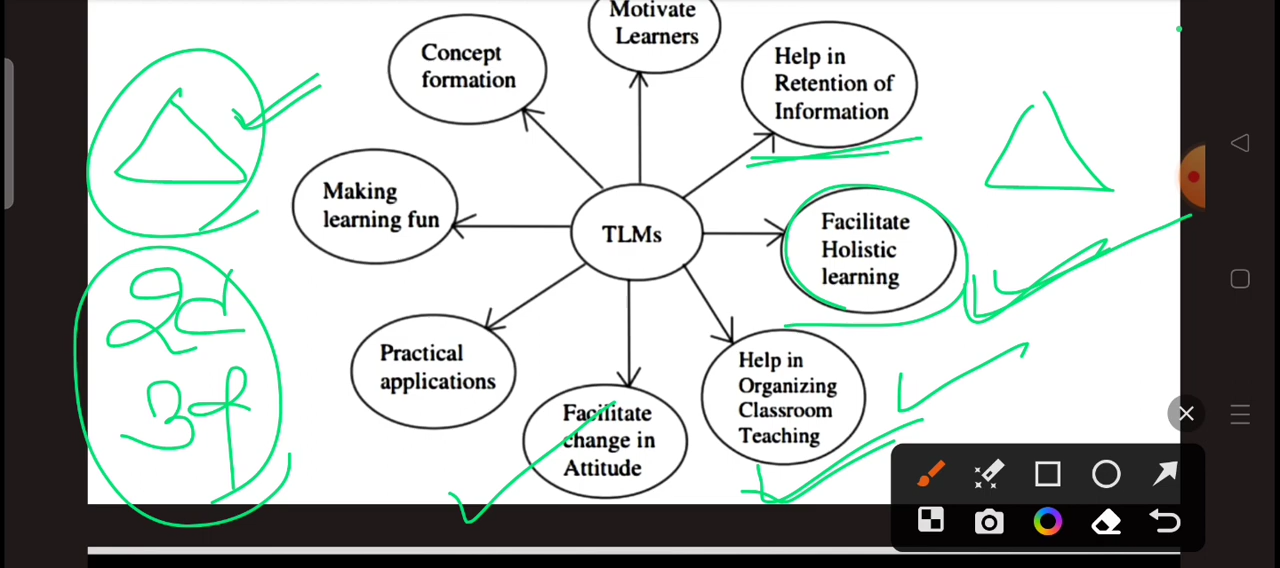 Motivate
Learners
Concept
formation
Help in
Retention of
Information
Making
learning fun
TLMs
Facilitate
Holistic
learning
Practical
applications
Facilitate
change in
Attitude
Help in
Organizing
Classroom
Teaching
2d